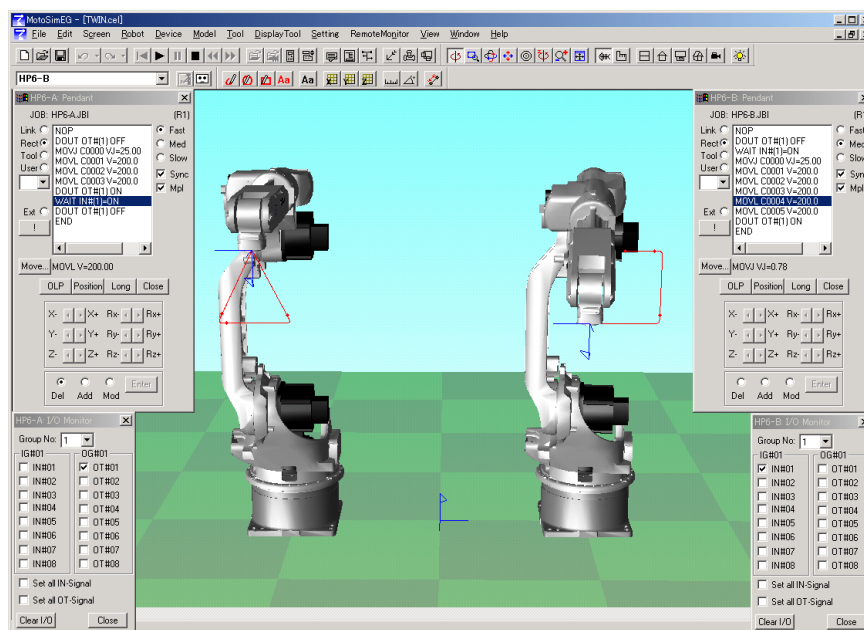 MotoSimEG - [TWIN.cel]
File Edit Screen Robot Device Model Tool DisplayTool Setting RemoteMonitor View Window Help
HP6-B
Aa Aa
HP6-A: Pendant
JOB: HP6-A.JBI (R1)
Link
Rect
Tool
User
Ext
!
NOP
DOUT OT#(1) OFF
MOVJ C0000 VJ=25.00
MOVL C0001 V=200.0
MOVL C0002 V=200.0
MOVL C0003 V=200.0
DOUT OT#(1) ON
WAIT IN#(1)=ON
DOUT OT#(1) OFF
END
Fast
Med
Slow
Sync
Mpl
Move... MOVL V=200.00
OLP Position Long Close
X- X+ Rx- Rx+
Y- Y+ Ry- Ry+
Z- Z+ Rz- Rz+
Del Add Mod Enter
HP6-A I/O Monitor
Group No: 1
IG#01 OG#01
IN#01 OT#01
IN#02 OT#02
IN#03 OT#03
IN#04 OT#04
IN#05 OT#05
IN#06 OT#06
IN#07 OT#07
IN#08 OT#08
Set all IN-Signal
Set all OT-Signal
Clear I/O Close
HP6-B: Pendant
JOB: HP6-B.JBI (R1)
Link
Rect
Tool
User
Ext
!
NOP
DOUT OT#(1) OFF
WAIT IN#(1)=ON
MOVJ C0000 VJ=25.00
MOVL C0001 V=200.0
MOVL C0002 V=200.0
MOVL C0003 V=200.0
MOVL C0004 V=200.0
MOVL C0005 V=200.0
DOUT OT#(1) ON
END
Fast
Med
Slow
Sync
Mpl
Move... MOVJ VJ=0.78
OLP Position Long Close
X- X+ Rx- Rx+
Y- Y+ Ry- Ry+
Z- Z+ Rz- Rz+
Del Add Mod Enter
HP6-B I/O Monitor
Group No: 1
IG#01 OG#01
IN#01 OT#01
IN#02 OT#02
IN#03 OT#03
IN#04 OT#04
IN#05 OT#05
IN#06 OT#06
IN#07 OT#07
IN#08 OT#08
Set all IN-Signal
Set all OT-Signal
Clear I/O Close